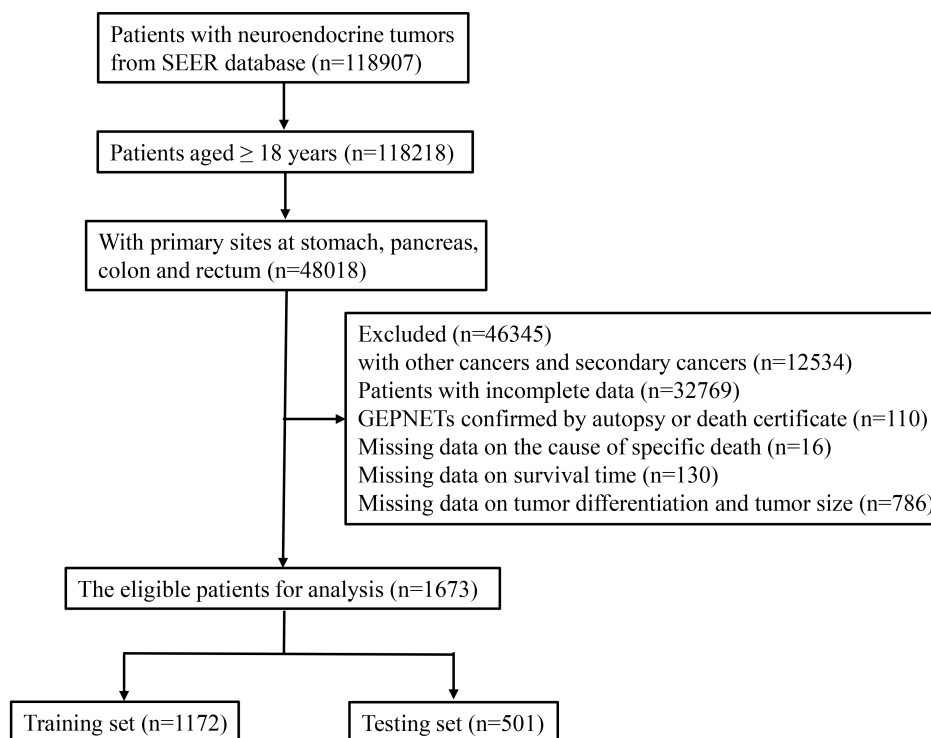 Patients with neuroendocrine tumors
from SEER database (n=118907)
Patients aged ≥ 18 years (n=118218)
With primary sites at stomach, pancreas,
colon and rectum (n=48018)
Excluded (n=46345)
with other cancers and secondary cancers (n=12534)
Patients with incomplete data (n=32769)
GEPNETs confirmed by autopsy or death certificate (n=110)
Missing data on the cause of specific death (n=16)
Missing data on survival time (n=130)
Missing data on tumor differentiation and tumor size (n=786)
The eligible patients for analysis (n=1673)
Training set (n=1172)
Testing set (n=501)